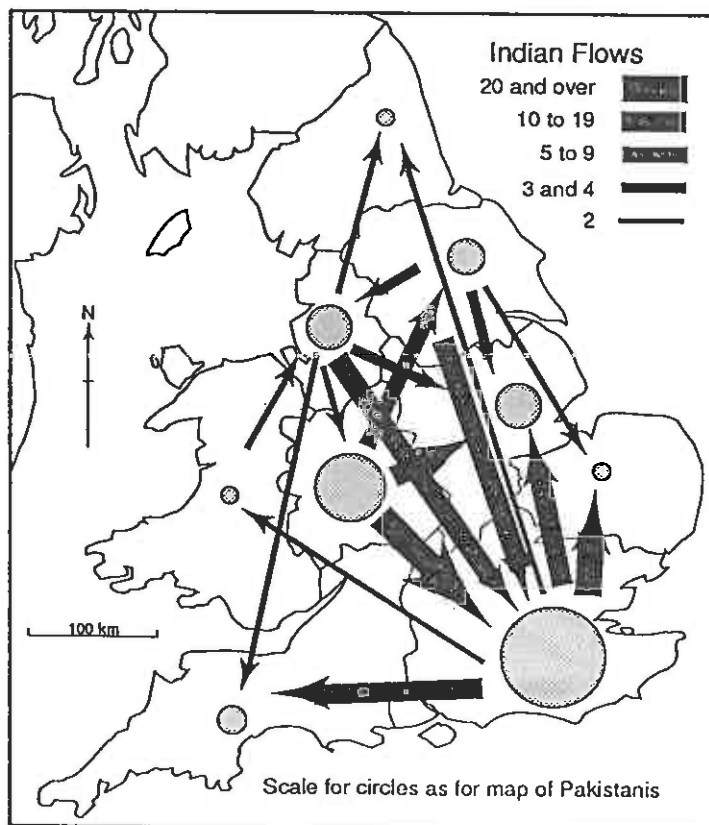 Indian Flows
20 and over
10 to 19
5 to 9
3 and 4
2
N
100 km
Scale for circles as for map of Pakistanis